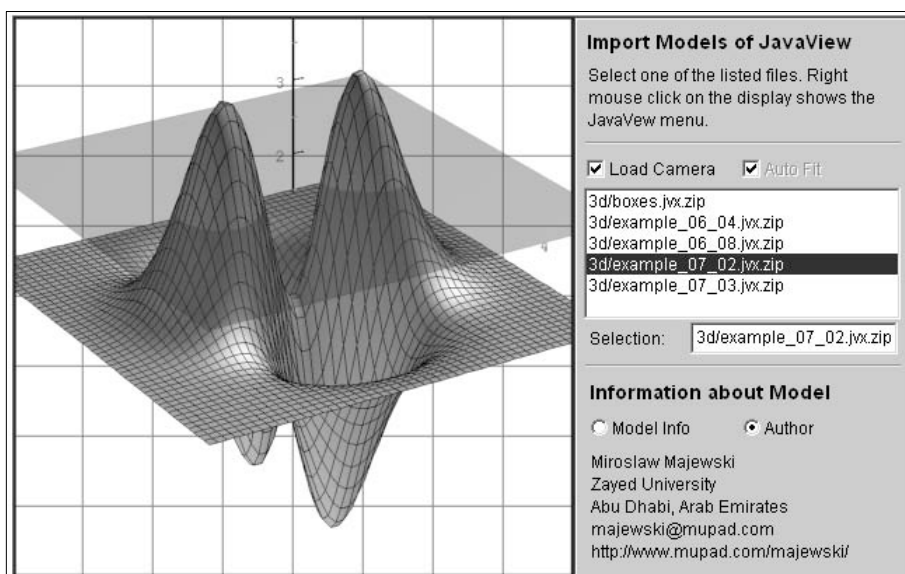 3
2
4
Import Models of JavaView
Select one of the listed files. Right
mouse click on the display shows the
JavaVew menu.
Load Camera Auto Fit
3d/boxes.jvx.zip
3d/example_06_04.jvx.zip
3d/example_06_08.jvx.zip
3d/example_07_02.jvx.zip
3d/example_07_03.jvx.zip
Selection: 3d/example_07_02.jvx.zip
Information about Model
Model Info Author
Miroslaw Majewski
Zayed University
Abu Dhabi, Arab Emirates
majewski@mupad.com
http://www.mupad.com/majewski/